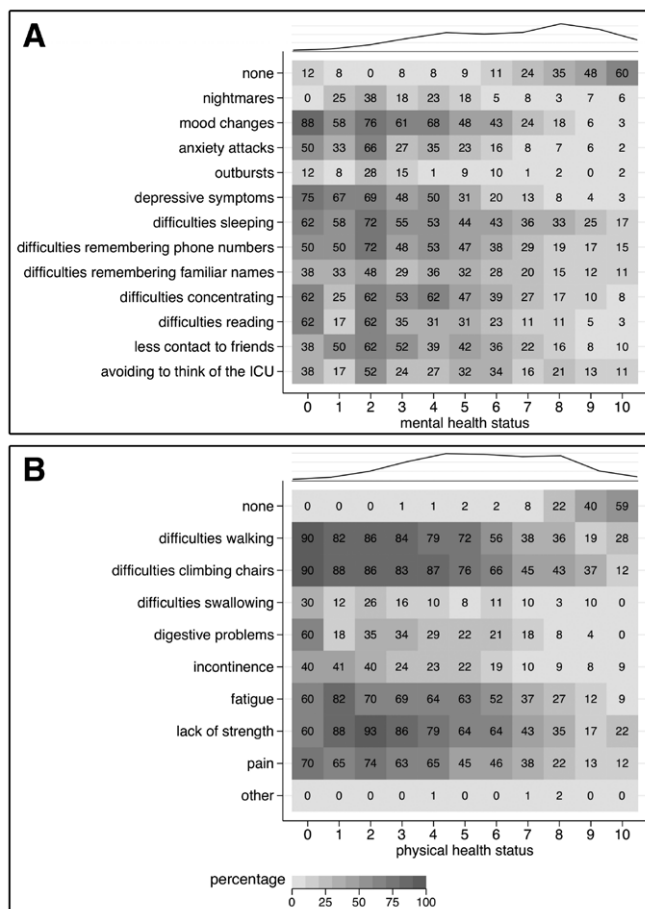 A
none 12 8 0 8 8 9 11 24 35 48 60
nightmares 0 25 38 18 23 18 5 8 3 7 6
mood changes 88 58 76 61 68 48 43 24 18 6 3
anxiety attacks 50 33 66 27 35 23 16 8 7 6 2
outbursts 12 8 28 15 1 9 10 1 2 0 2
depressive symptoms 75 67 69 48 50 31 20 13 8 4 3
difficulties sleeping 62 58 72 55 53 44 43 36 33 25 17
difficulties remembering phone numbers 50 50 72 48 53 47 38 29 19 17 15
difficulties remembering familiar names 38 33 48 29 36 32 28 20 15 12 11
difficulties concentrating 62 25 62 53 62 47 39 27 17 10 8
difficulties reading 62 17 62 35 31 31 23 11 11 5 3
less contact to friends 38 50 62 52 39 42 36 22 16 8 10
avoiding to think of the ICU 38 17 52 24 27 32 34 16 21 13 11
0 1 2 3 4 5 6 7 8 9 10
mental health status
B
none 0 0 0 1 1 2 2 8 22 40 59
difficulties walking 90 82 86 84 79 72 56 38 36 19 28
difficulties climbing chairs 90 88 86 83 87 76 66 45 43 37 12
difficulties swallowing 30 12 26 16 10 8 11 10 3 10 0
digestive problems 60 18 35 34 29 22 21 18 8 4 0
incontinence 40 41 40 24 23 22 19 10 9 8 9
fatigue 60 82 70 69 64 63 52 37 27 12 9
lack of strength 60 88 93 86 79 64 64 43 35 17 22
pain 70 65 74 63 65 45 46 38 22 13 12
other 0 0 0 0 1 0 0 1 2 0 0
0 1 2 3 4 5 6 7 8 9 10
physical health status
percentage
0 25 50 75 100